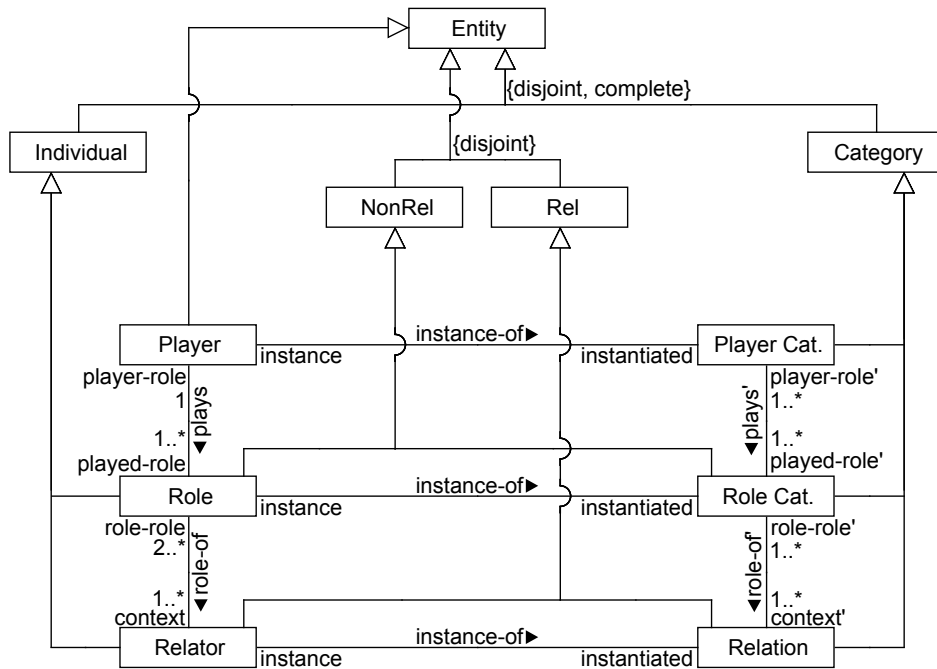 Entity
{disjoint, complete}
Individual
{disjoint}
Category
NonRel
Rel
Player
instance-of►
Player Cat.
instance
instantiated
player-role
player-role'
1
plays
plays'
1..*
1..*
1..*
played-role
played-role'
Role
instance-of►
Role Cat.
instance
instantiated
role-role
role-role'
2..*
role-of
role-of'
1..*
1..*
1..*
context
context'
Relator
instance-of►
Relation
instance
instantiated